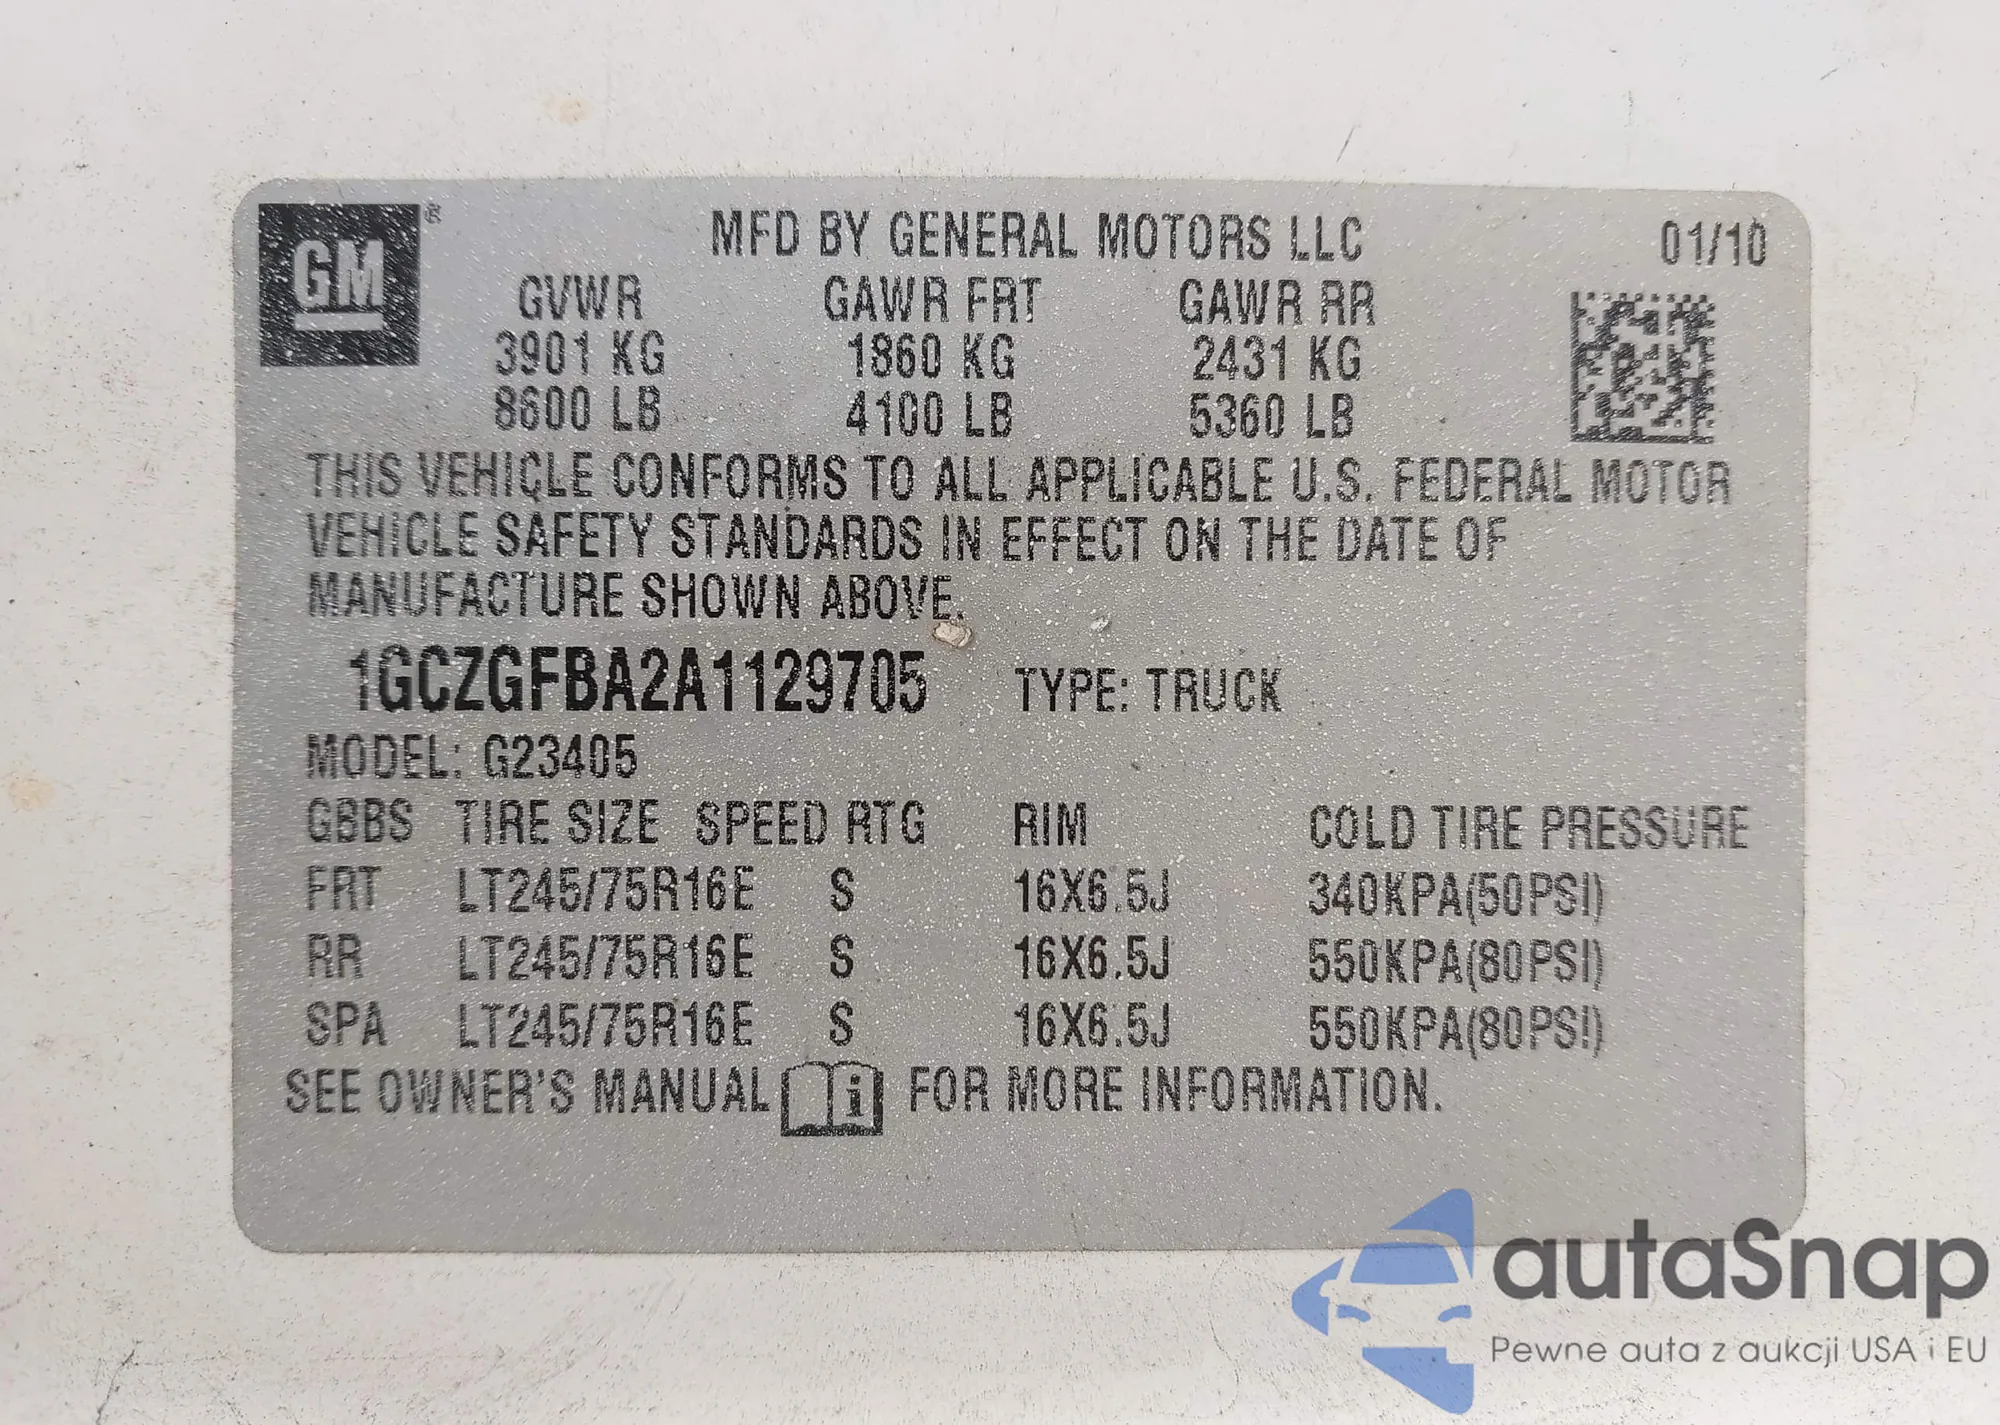 GM®
MFD BY GENERAL MOTORS LLC 01/10
GVWR GAWR FRT GAWR RR
3901 KG 1860 KG 2431 KG
8600 LB 4100 LB 5360 LB
THIS VEHICLE CONFORMS TO ALL APPLICABLE U.S. FEDERAL MOTOR
VEHICLE SAFETY STANDARDS IN EFFECT ON THE DATE OF
MANUFACTURE SHOWN ABOVE.
1GCZGFBA2A1129705 TYPE: TRUCK
MODEL: G23405
GBBS TIRE SIZE SPEED RTG RIM COLD TIRE PRESSURE
FRT LT245/75R16E S 16X6.5J 340KPA(50PSI)
RR LT245/75R16E S 16X6.5J 550KPA(80PSI)
SPA LT245/75R16E S 16X6.5J 550KPA(80PSI)
SEE OWNER'S MANUAL i FOR MORE INFORMATION.
autaSnap
Pewne auta z aukcji USA i EU